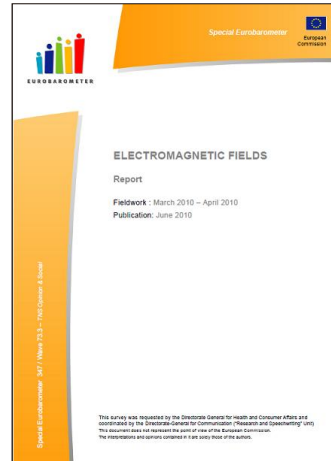 Special Eurobarometer
European
Commission
EUROBAROMETER
ELECTROMAGNETIC FIELDS
Report
Fieldwork : March 2010 – April 2010
Publication: June 2010
Special Eurobarometer 347 / Wave 73.3 – TNS Opinion & Social
This survey was requested by the Directorate General for Health and Consumer Affairs and
coordinated by the Directorate-General for Communication ("Research and Speechwriting" Unit)
This document does not represent the point of view of the European Commission.
The interpretations and opinions contained in it are solely those of the authors.